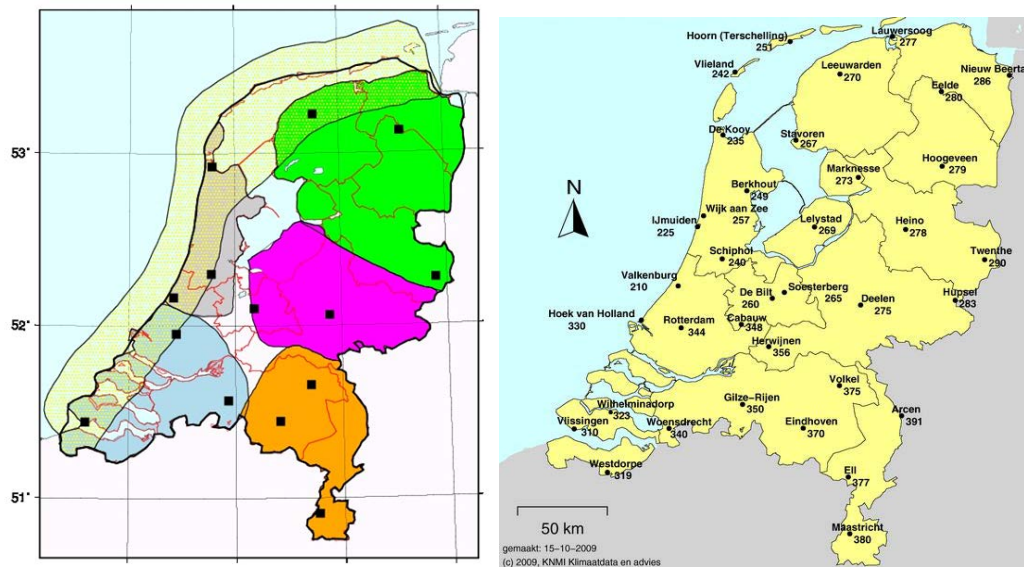 53°
52°
51°
Hoorn (Terschelling)
251
Vlieland
242
Lauwersoog
277
Leeuwarden
270
Nieuw Beerta
286
Eelde
280
De Kooy
235
Stavoren
267
Hoogeveen
279
Marknesse
273
Berkhout
249
N
Wijk aan Zee
257
IJmuiden
225
Lelystad
269
Heino
278
Schiphol
240
Twenthe
290
Valkenburg
210
De Bilt
260
Soesterberg
265
Deelen
275
Hupsel
283
Hoek van Holland
330
Rotterdam
344
Cabauw
348
Herwijnen
356
Volkel
375
Gilze-Rijen
350
Arcen
391
Wilhelminadorp
323
Vlissingen
310
Woensdrecht
340
Eindhoven
370
Westdorpe
319
Ell
377
50 km
Maastricht
380
gemaakt: 15-10-2009
(c) 2009, KNMI Klimaatdata en advies